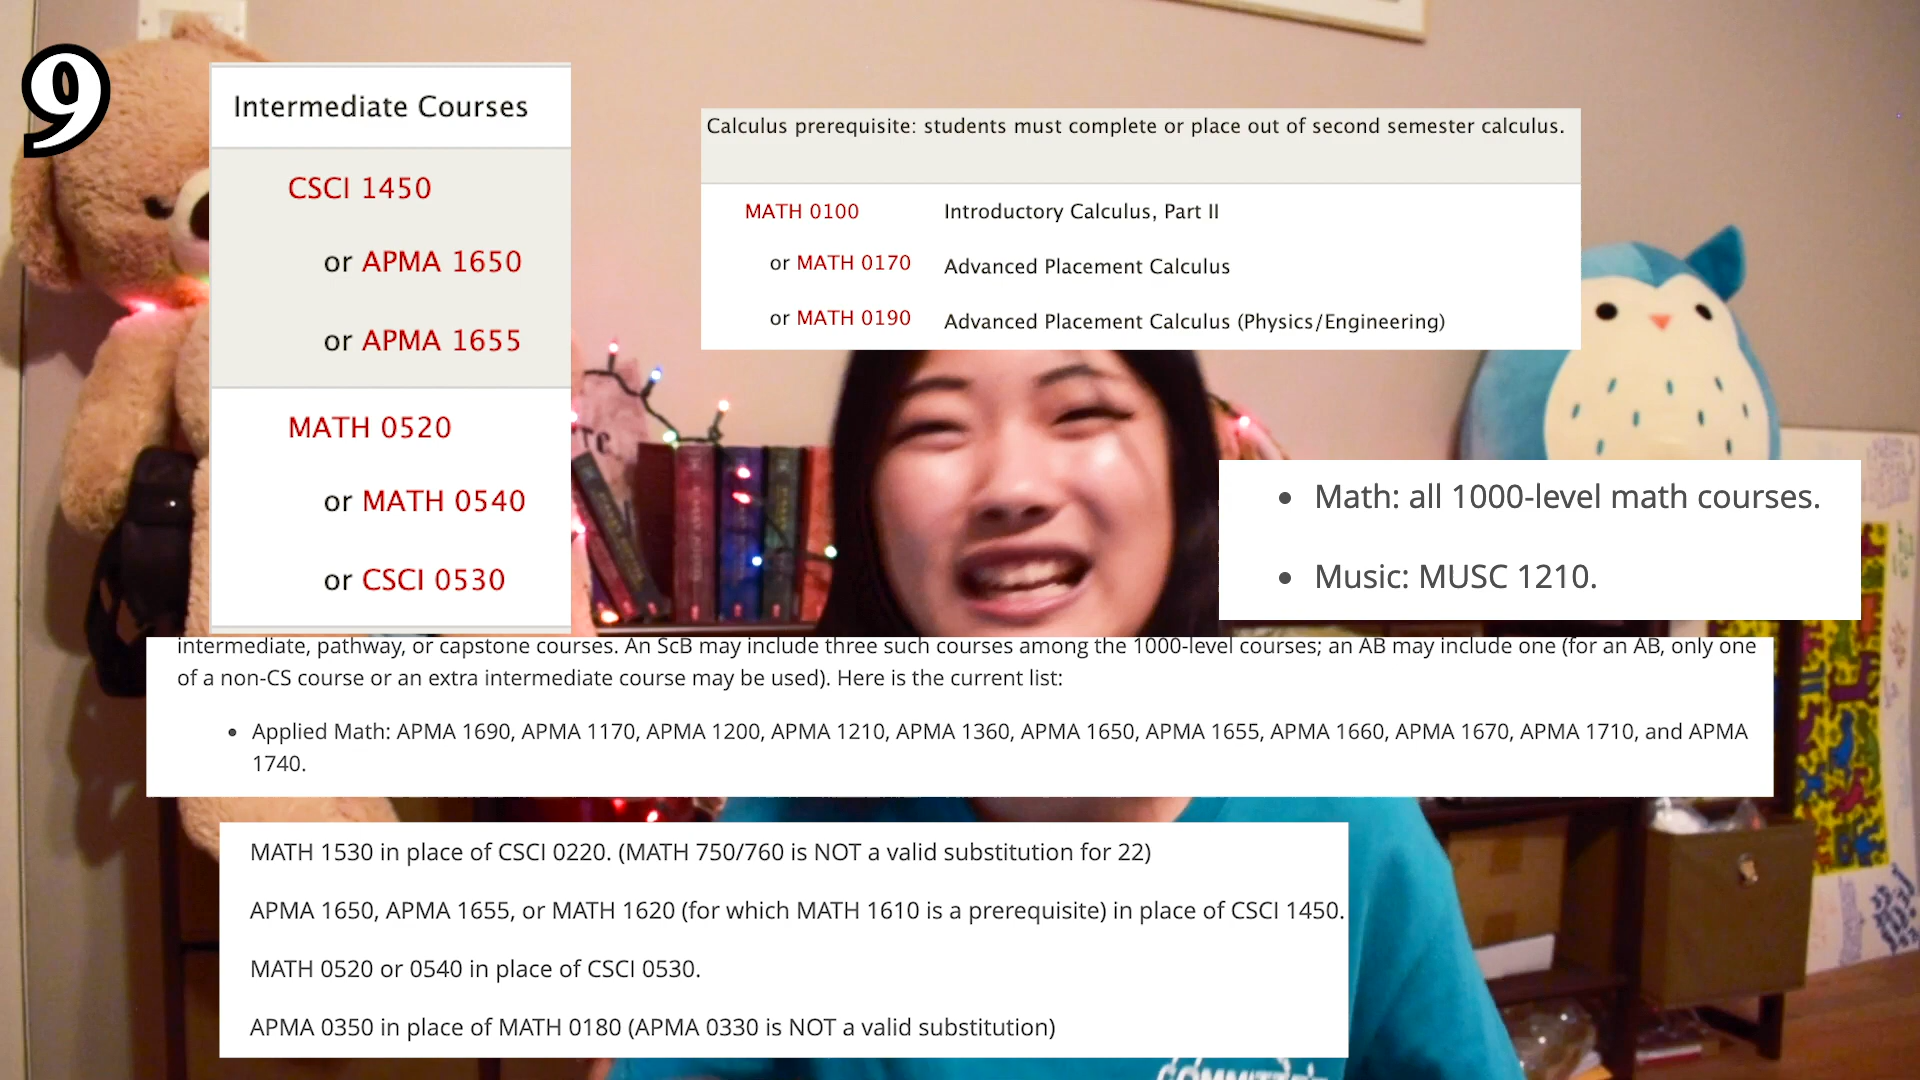 9
Intermediate Courses
CSCI 1450
or APMA 1650
or APMA 1655
MATH 0520
or MATH 0540
or CSCI 0530
Calculus prerequisite: students must complete or place out of second semester calculus.
MATH 0100 Introductory Calculus, Part II
or MATH 0170 Advanced Placement Calculus
or MATH 0190 Advanced Placement Calculus (Physics/Engineering)
• Math: all 1000-level math courses.
• Music: MUSC 1210.
intermediate, pathway, or capstone courses. An ScB may include three such courses among the 1000-level courses; an AB may include one (for an AB, only one
of a non-CS course or an extra intermediate course may be used). Here is the current list:
• Applied Math: APMA 1690, APMA 1170, APMA 1200, APMA 1210, APMA 1360, APMA 1650, APMA 1655, APMA 1660, APMA 1670, APMA 1710, and APMA
1740.
MATH 1530 in place of CSCI 0220. (MATH 750/760 is NOT a valid substitution for 22)
APMA 1650, APMA 1655, or MATH 1620 (for which MATH 1610 is a prerequisite) in place of CSCI 1450.
MATH 0520 or 0540 in place of CSCI 0530.
APMA 0350 in place of MATH 0180 (APMA 0330 is NOT a valid substitution)